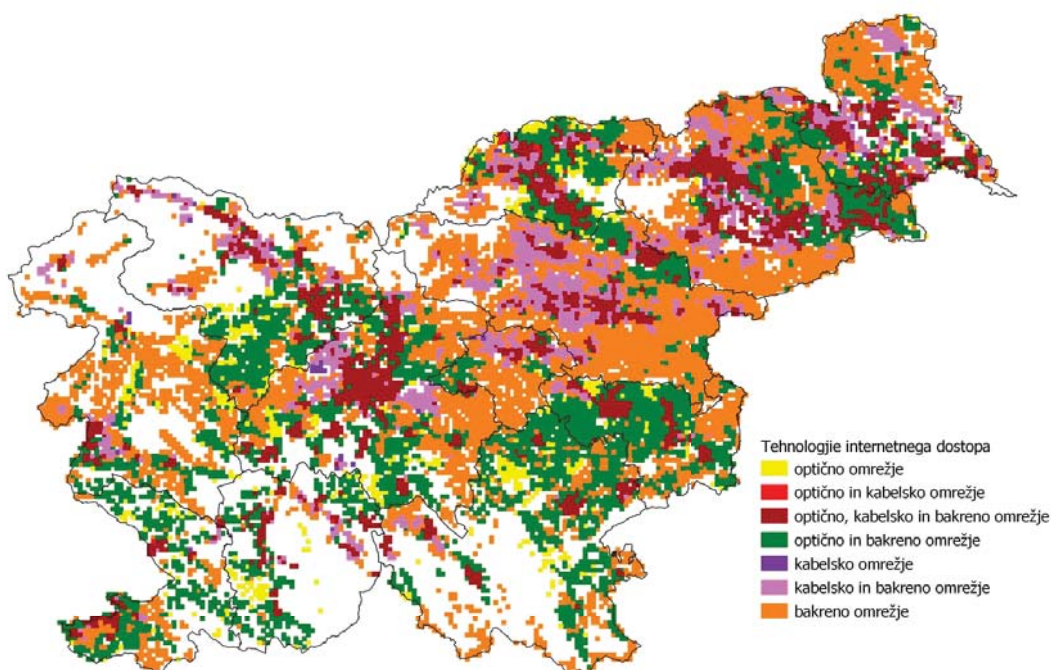 Tehnologjie internetnega dostopa
optično omrežje
optično in kabelsko omrežje
optično, kabelsko in bakreno omrežje
optično in bakreno omrežje
kabelsko omrežje
kabelsko in bakreno omrežje
bakreno omrežje